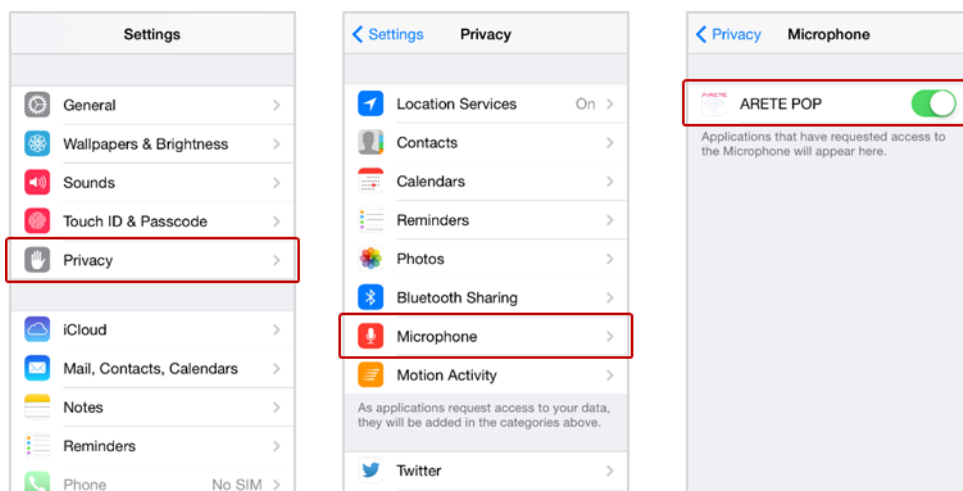 Settings
General
Wallpapers & Brightness
Sounds
Touch ID & Passcode
Privacy
iCloud
Mail, Contacts, Calendars
Notes
Reminders
Phone No SIM
Settings Privacy
Location Services On
Contacts
Calendars
Reminders
Photos
Bluetooth Sharing
Microphone
Motion Activity
As applications request access to your data,
they will be added in the categories above.
Twitter
Privacy Microphone
ARETE
ARETE POP
Applications that have requested access to
the Microphone will appear here.